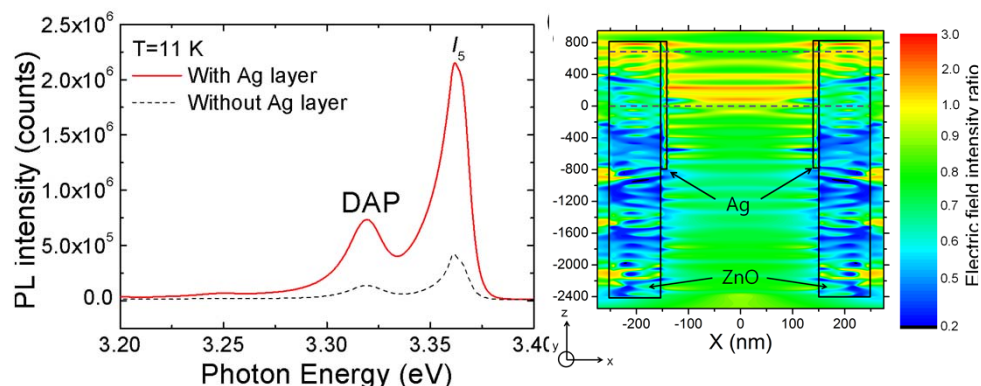 T=11 K
With Ag layer
Without Ag layer
I5
DAP
2.5x10^6
2.0x10^6
1.5x10^6
1.0x10^6
5.0x10^5
0.0
PL intensity (counts)
3.20
3.25
3.30
3.35
3.40
Photon Energy (eV)
800
400
0
-400
-800
-1200
-1600
-2000
-2400
Ag
ZnO
-200
-100
0
100
200
X (nm)
z
y
x
3.0
2.0
1.0
0.9
0.8
0.7
0.6
0.5
0.2
Electric field intensity ratio